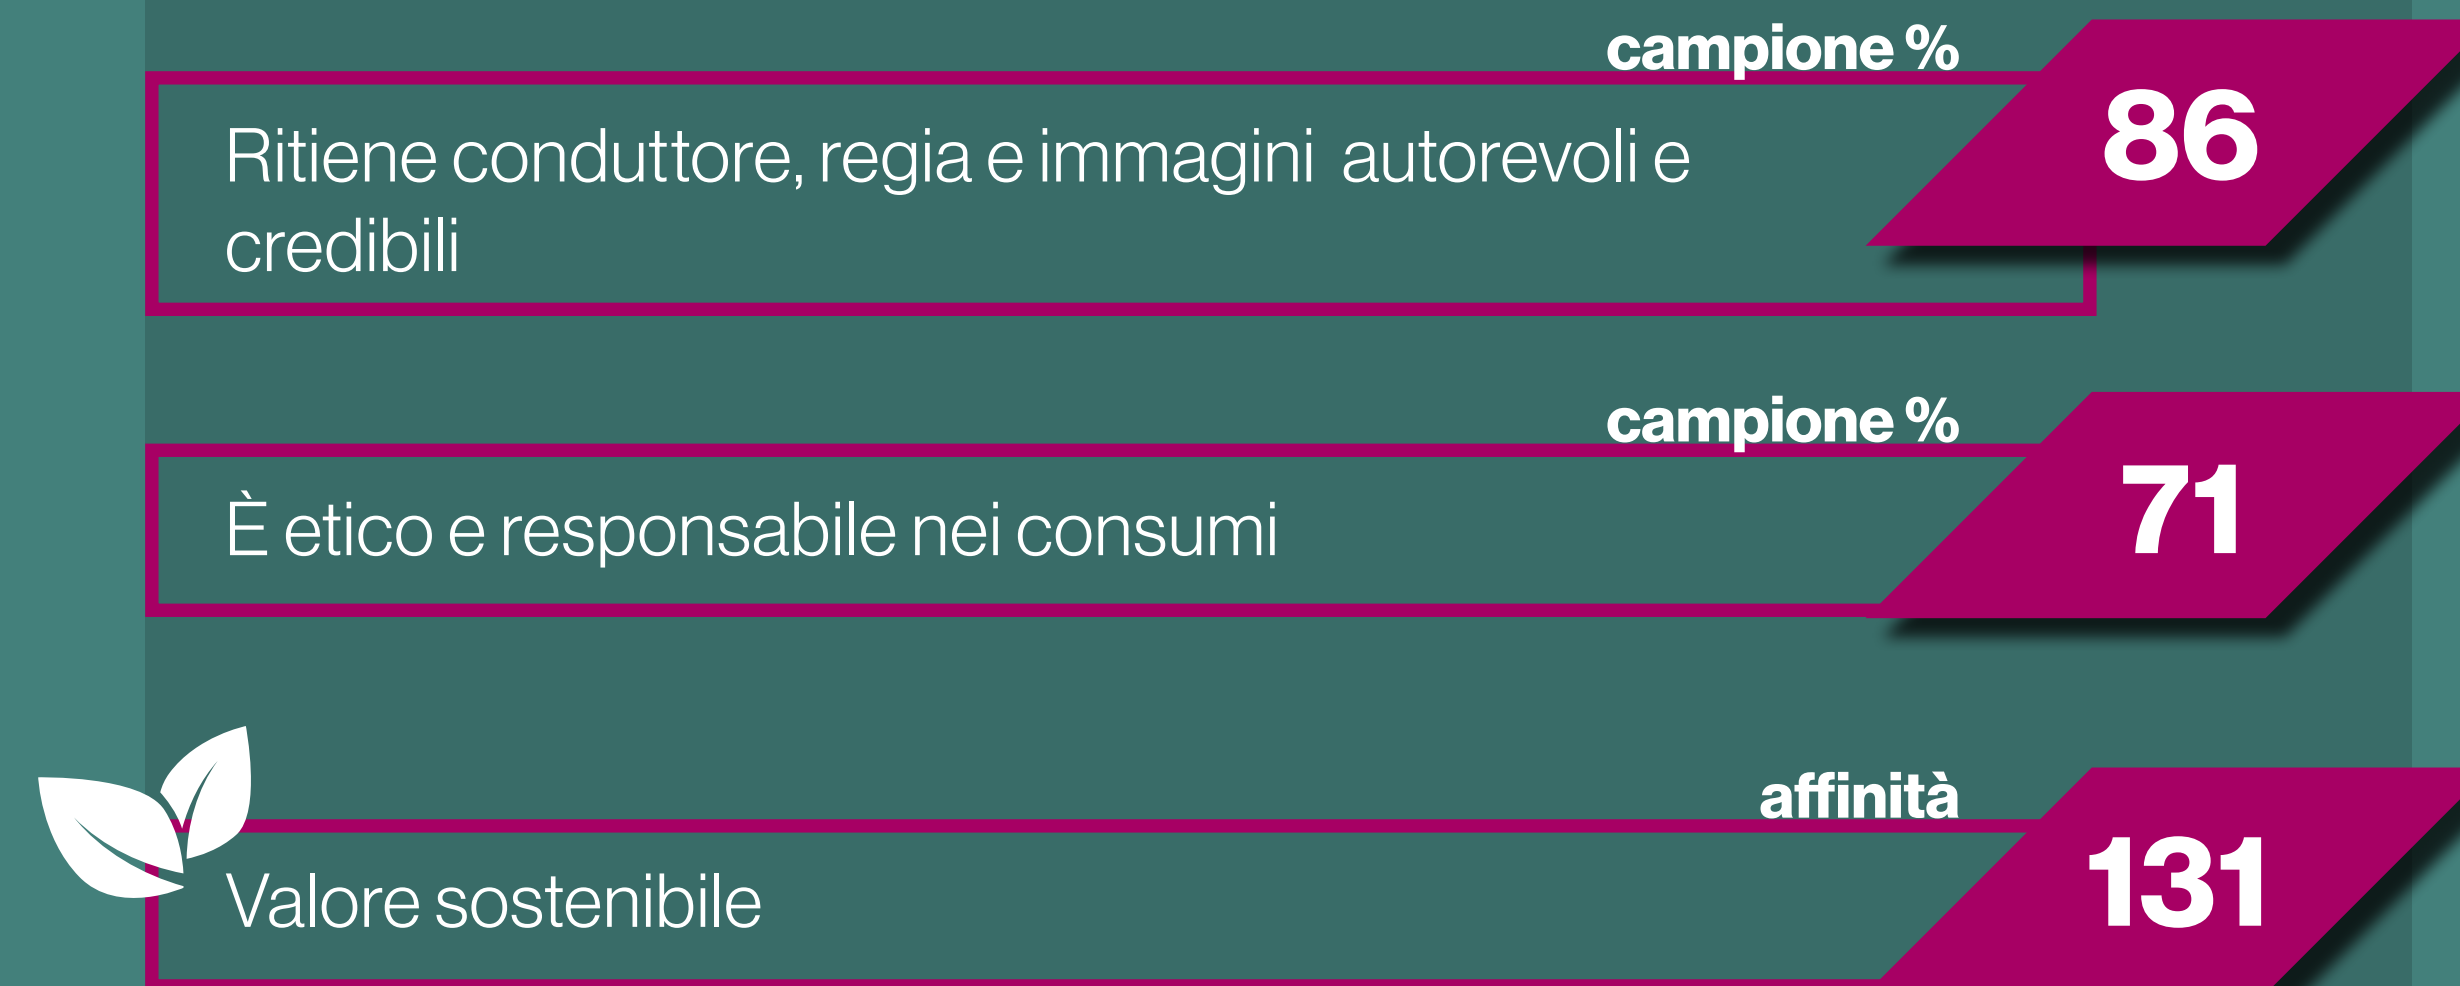 campione %
86
Ritiene conduttore, regia e immagini autorevoli e
credibili
campione %
71
È etico e responsabile nei consumi
affinità
131
Valore sostenibile